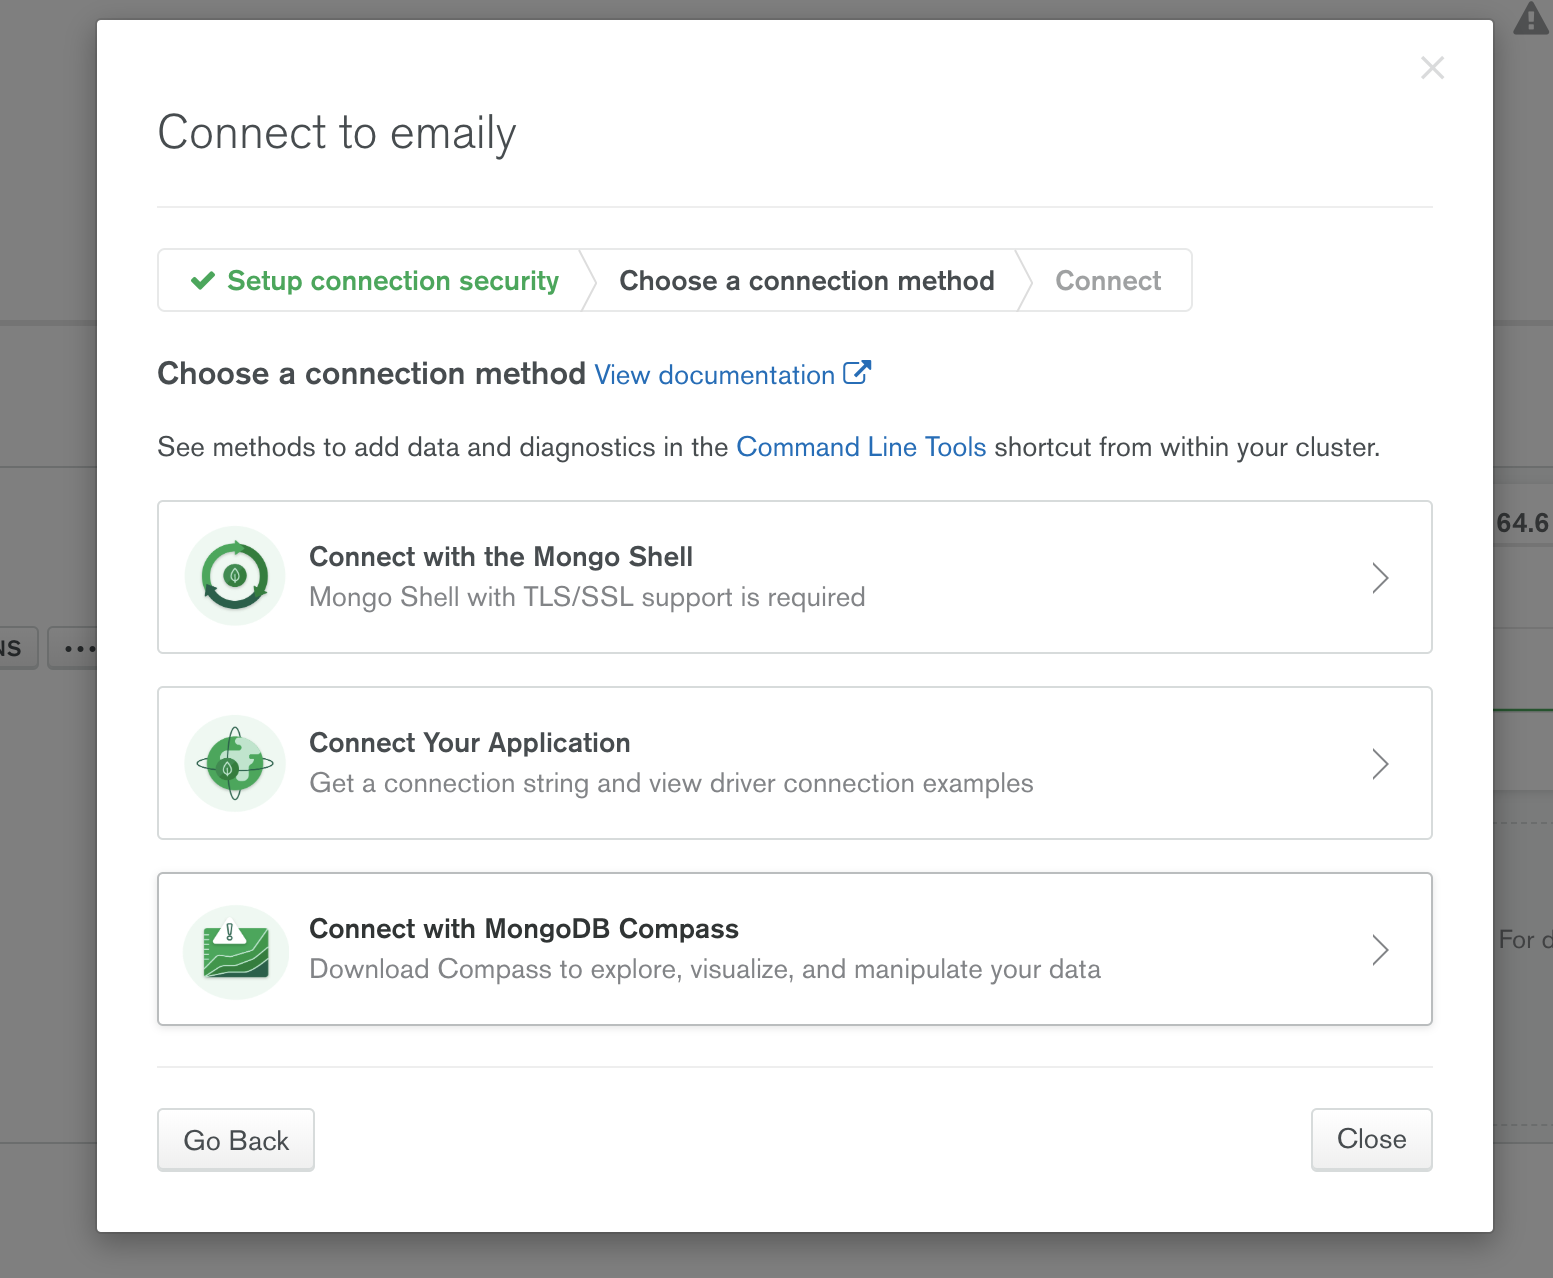 Connect to emaily
Setup connection security
Choose a connection method
Connect
Choose a connection method View documentation
See methods to add data and diagnostics in the Command Line Tools shortcut from within your cluster.
64.6
Connect with the Mongo Shell
Mongo Shell with TLS/SSL support is required
NS
Connect Your Application
Get a connection string and view driver connection examples
Connect with MongoDB Compass
Download Compass to explore, visualize, and manipulate your data
For
Go Back
Close